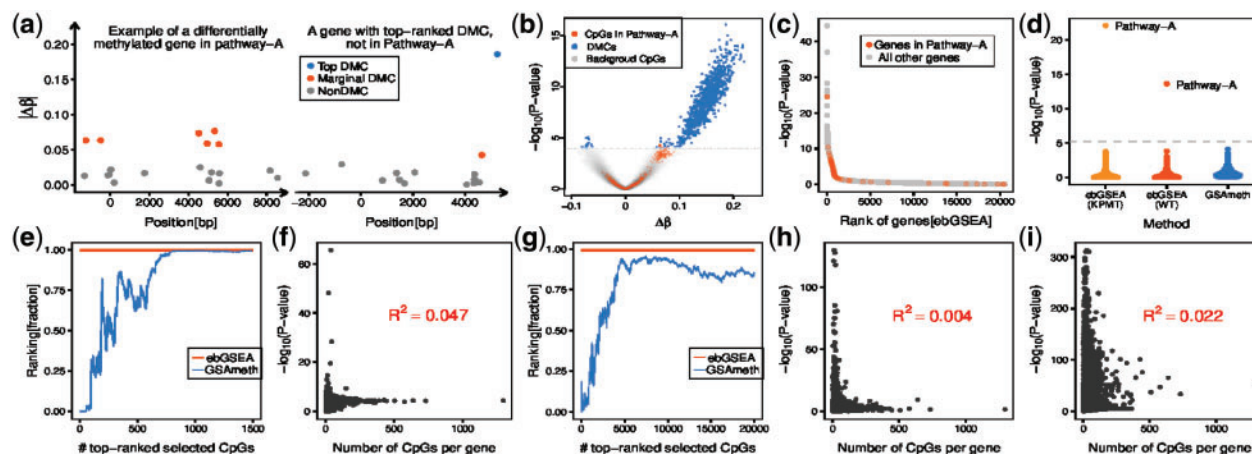 (a)
Example of a differentially
methylated gene in pathway-A
A gene with top-ranked DMC,
not in Pathway-A
Top DMC
Marginal DMC
NonDMC
|Δβ|
0.20
0.15
0.10
0.05
0.00
0 2000 4000 6000 8000
−2000 0 2000 4000
Position[bp]
Position[bp]
(b)
CpGs in Pathway-A
DMCs
Backgroud CpGs
−log10(P−value)
15
10
5
0
−0.1 0.0 0.1 0.2
Δβ
(c)
Genes in Pathway-A
All other genes
−log10(P−value)
40
30
20
10
0
0 5000 10000 15000 20000
Rank of genes[ebGSEA]
(d)
Pathway-A
Pathway-A
−log10(P−value)
25
20
15
10
5
0
ebGSEA
(KPMT)
ebGSEA
(WT)
GSAmeth
Method
(e)
Ranking[fraction]
1.00
0.75
0.50
0.25
0.00
ebGSEA
GSAmeth
0 500 1000 1500
# top−ranked selected CpGs
(f)
R² = 0.047
−log10(P−value)
60
40
20
0
0 500 1000
Number of CpGs per gene
(g)
Ranking[fraction]
1.00
0.75
0.50
0.25
0.00
ebGSEA
GSAmeth
0 5000 10000 15000 20000
# top−ranked selected CpGs
(h)
R² = 0.004
−log10(P−value)
100
75
50
25
0
0 500 1000
Number of CpGs per gene
(i)
R² = 0.022
−log10(P−value)
300
250
200
150
100
50
0
0 500 1000
Number of CpGs per gene